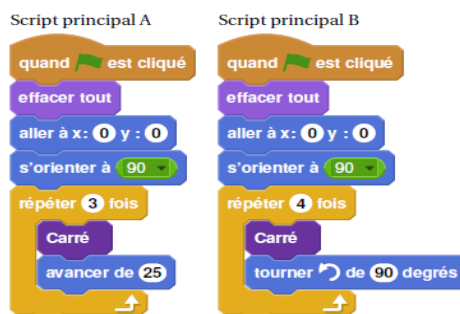 Script principal A
quand est cliqué
effacer tout
aller à x: 0 y : 0
s'orienter à 90
répéter 3 fois
Carré
avancer de 25
Script principal B
quand est cliqué
effacer tout
aller à x: 0 y : 0
s'orienter à 90
répéter 4 fois
Carré
tourner de 90 degrés